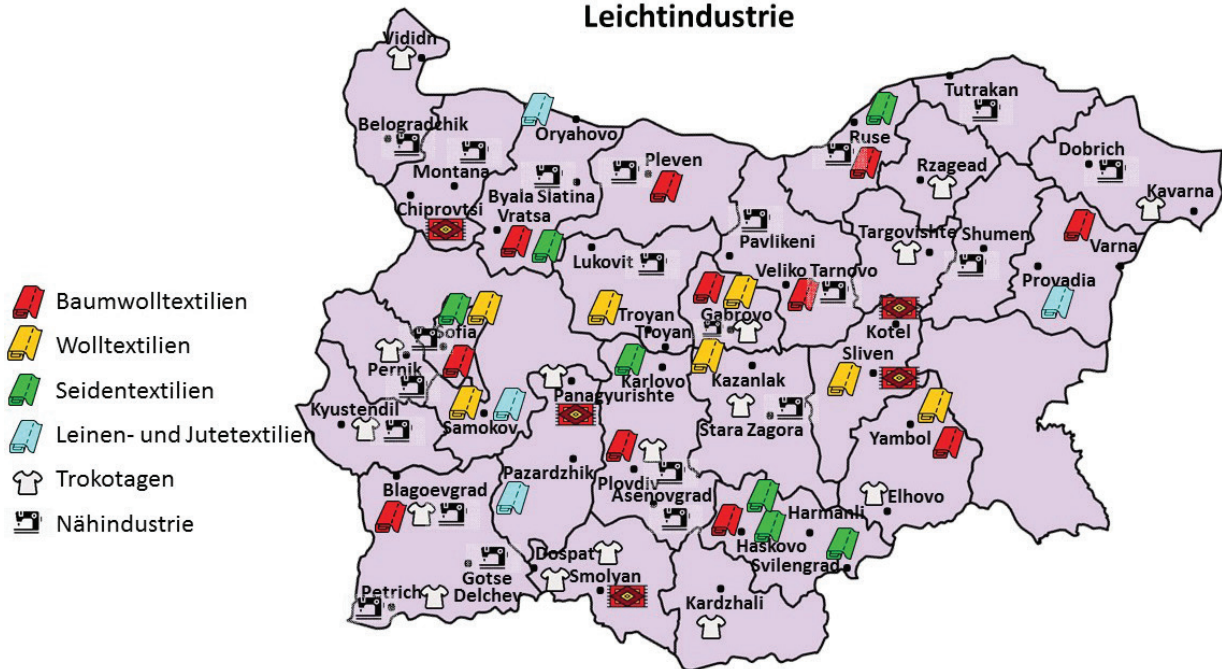 Leichtindustrie
Vididn
Tutrakan
Belogradzhik
Oryahovo
Ruse
Montana
Pleven
Rzagead
Dobrich
Byala Slatina
Kavarna
Chiprovtsi
Vratsa
Pavlikeni
Targovishte
Shumen
Varna
Lukovit
Veliko Tarnovo
Provadia
Baumwolltextilien
Wolltextilien
Seidentextilien
Leinen- und Jutetextilien
Trokotagen
Nähindustrie
Sofia
Troyan
Troyan
Gabrovo
Kotel
Pernik
Karlovo
Kazanlak
Sliven
Kyustendil
Samokov
Panagyurishte
Stara Zagora
Yambol
Pazardzhik
Plovdiv
Asenovgrad
Blagoevgrad
Elhovo
Harmanli
Haskovo
Svilengrad
Dospat
Gotse
Delchev
Smolyan
Petrich
Kardzhali